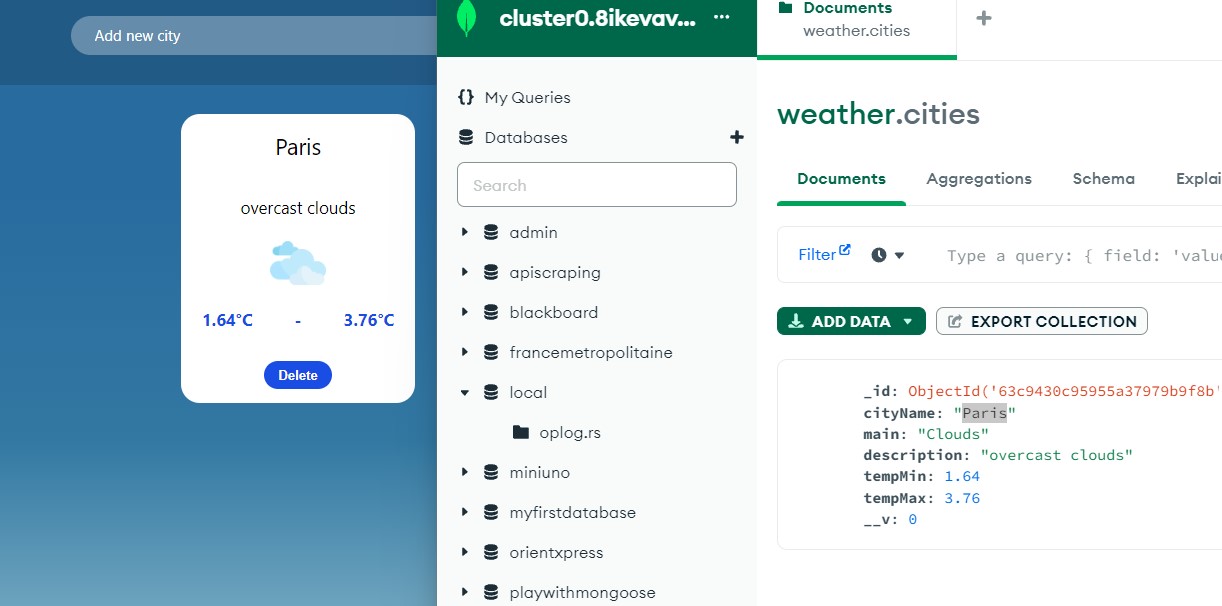 Add new city
Paris
overcast clouds
1.64°C - 3.76°C
Delete
cluster0.8ikevav... ...
{} My Queries
Databases +
Search
admin
apiscraping
blackboard
francemetropolitaine
local
oplog.rs
miniuno
myfirstdatabase
orientxpress
playwithmongoose
Documents
weather.cities
+
weather.cities
Documents Aggregations Schema Explai
Filter Type a query: { field: 'value
ADD DATA EXPORT COLLECTION
_id: ObjectId('63c9430c95955a37979b9f8b'
cityName: "Paris"
main: "Clouds"
description: "overcast clouds"
tempMin: 1.64
tempMax: 3.76
__v: 0